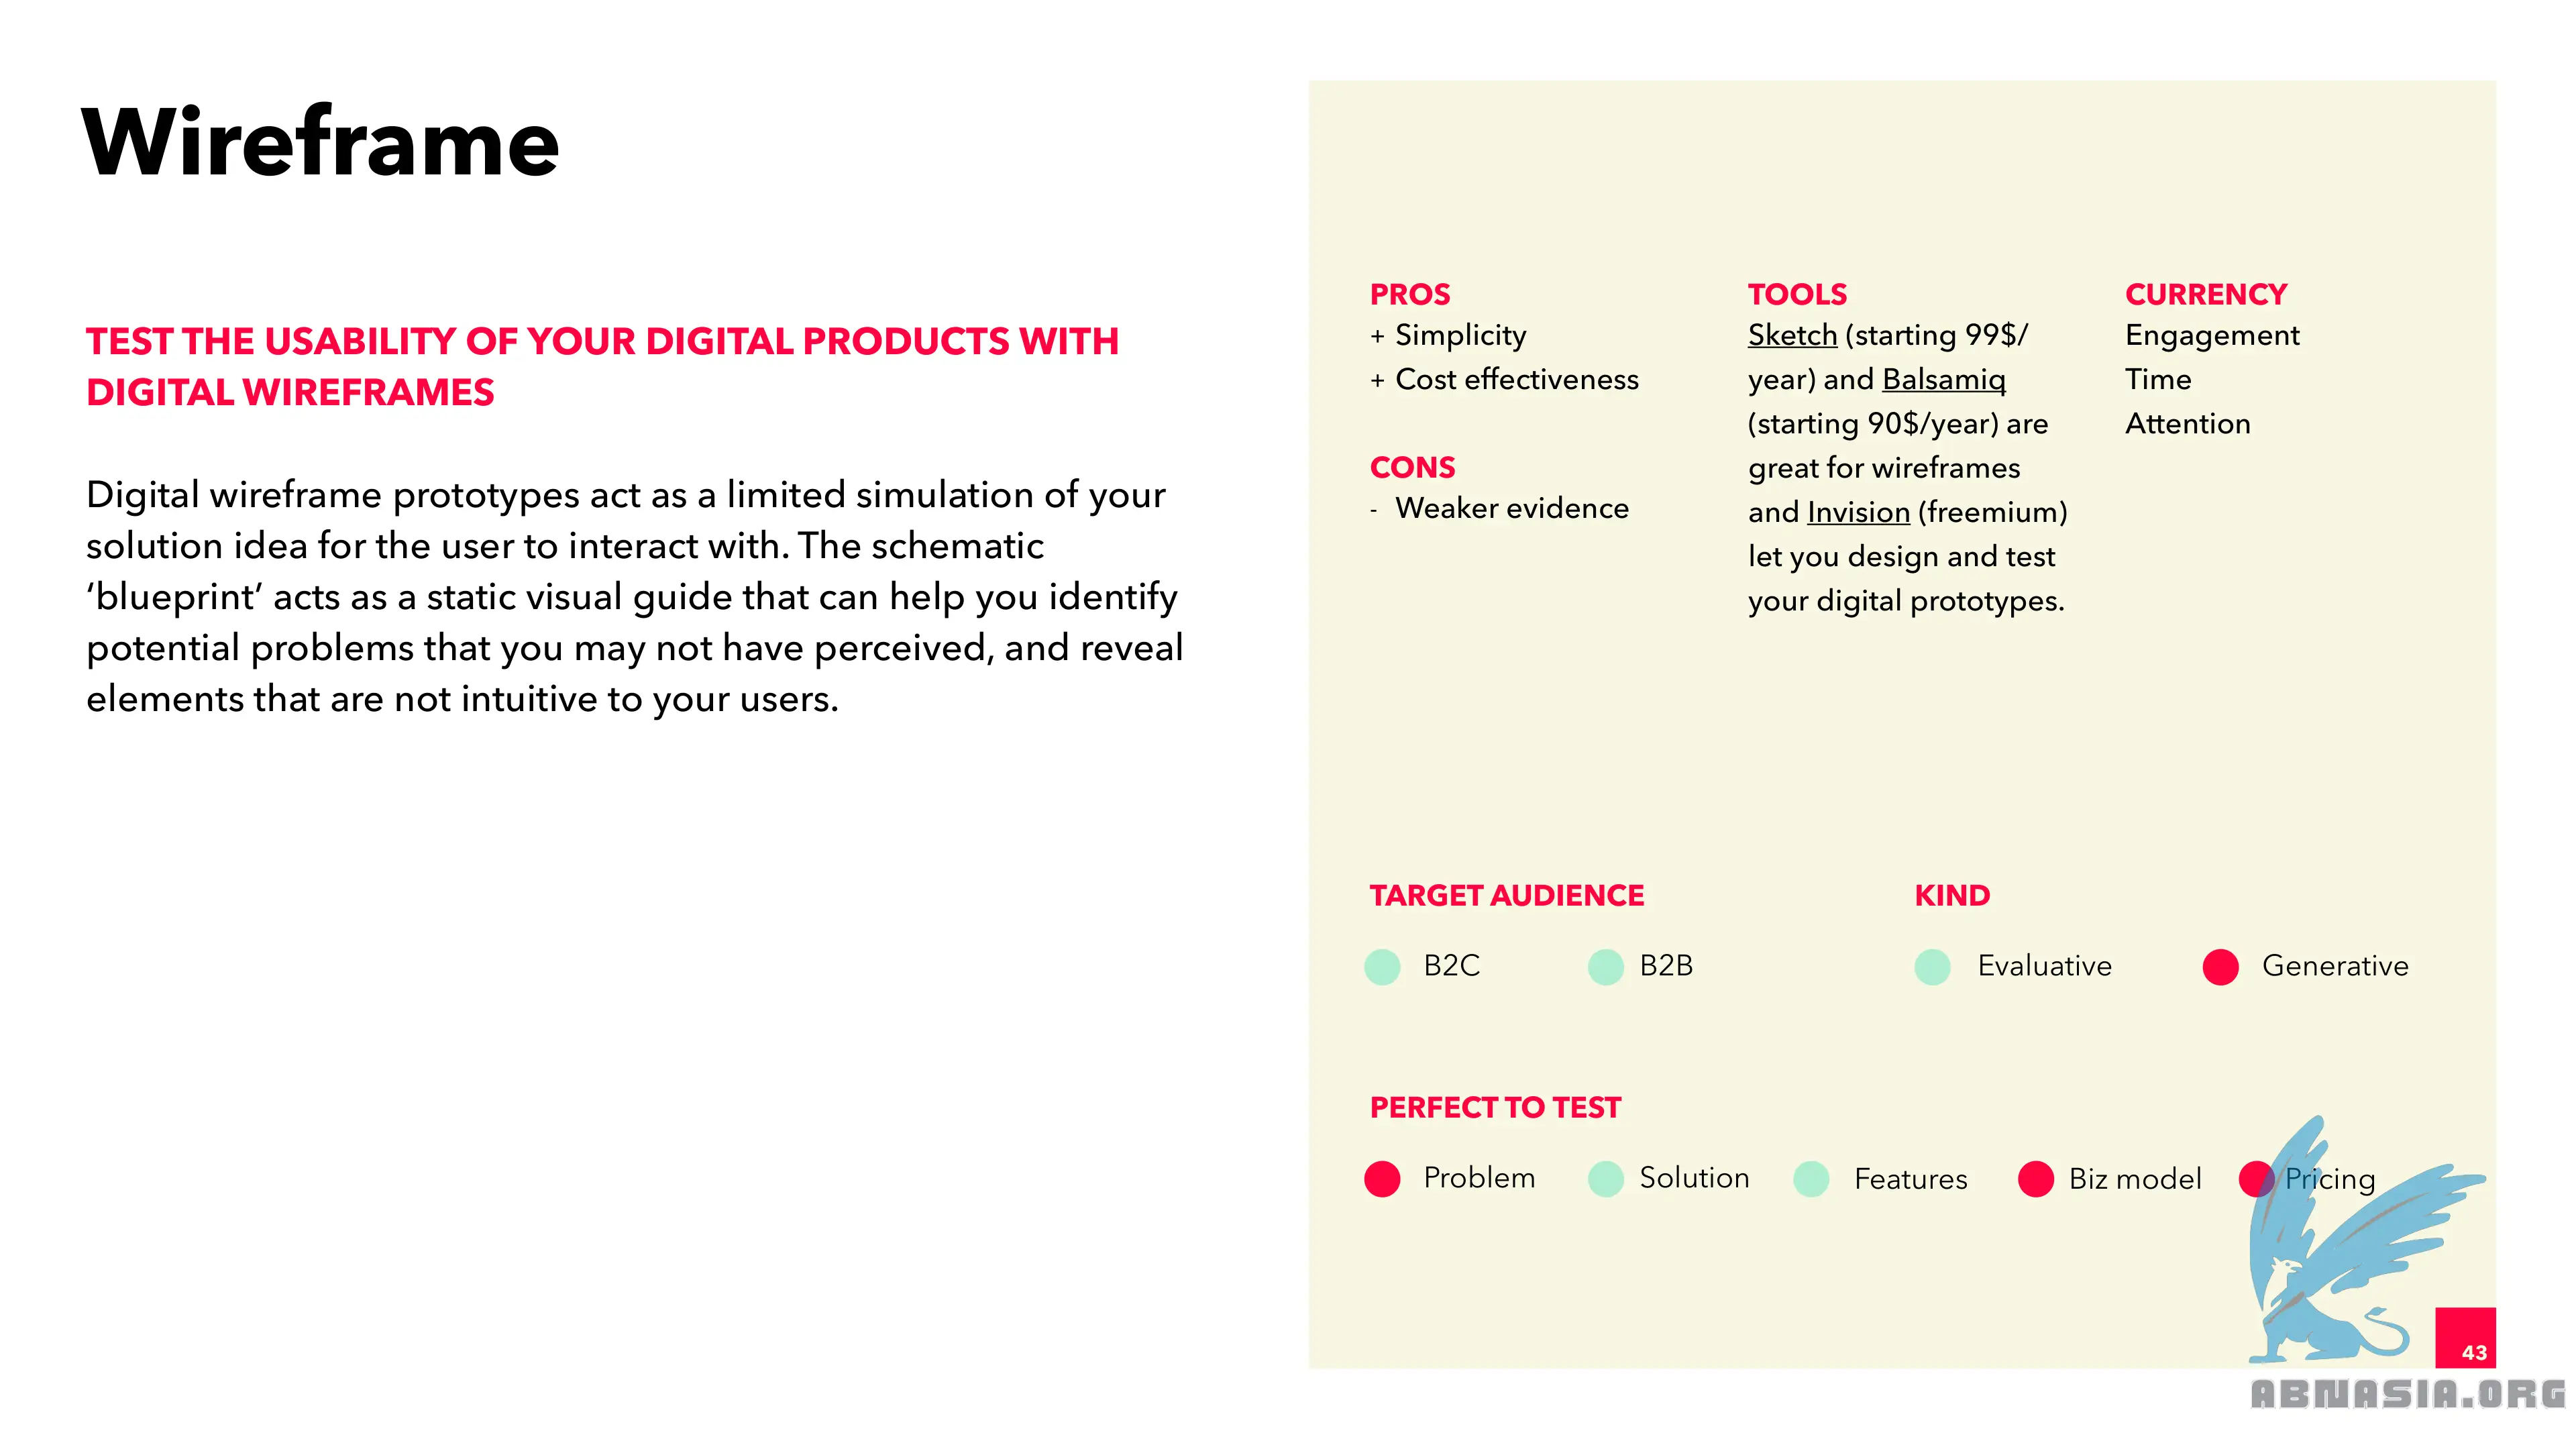 Wireframe
TEST THE USABILITY OF YOUR DIGITAL PRODUCTS WITH
DIGITAL WIREFRAMES
Digital wireframe prototypes act as a limited simulation of your
solution idea for the user to interact with. The schematic
‘blueprint’ acts as a static visual guide that can help you identify
potential problems that you may not have perceived, and reveal
elements that are not intuitive to your users.
PROS
+ Simplicity
+ Cost effectiveness
CONS
- Weaker evidence
TOOLS
Sketch (starting 99$/
year) and Balsamiq
(starting 90$/year) are
great for wireframes
and Invision (freemium)
let you design and test
your digital prototypes.
CURRENCY
Engagement
Time
Attention
TARGET AUDIENCE
B2C B2B
KIND
Evaluative Generative
PERFECT TO TEST
Problem Solution Features Biz model Pricing
43
ABNASIA.ORG